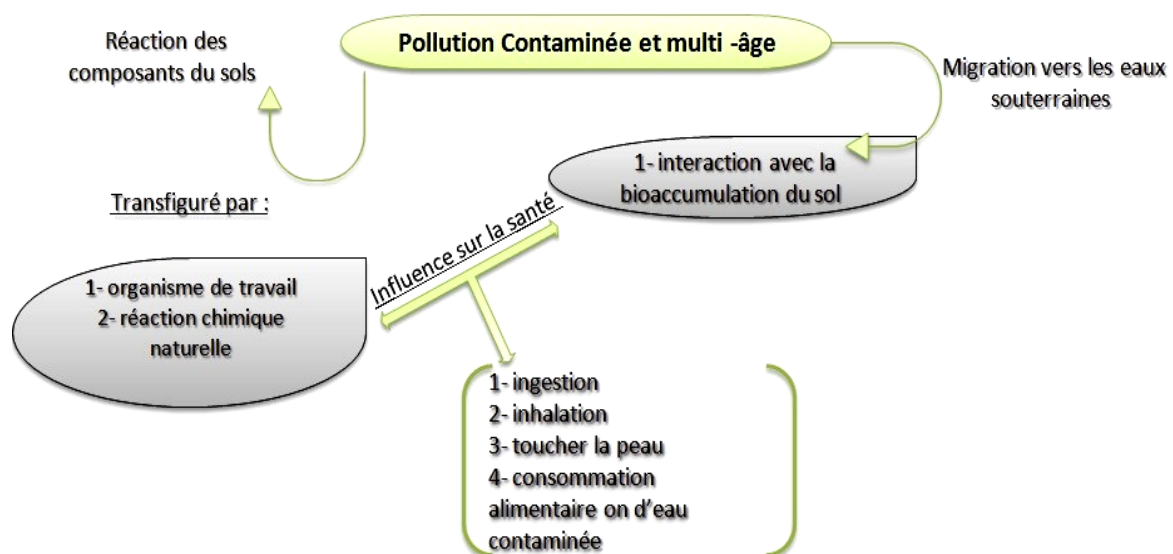 Pollution Contaminée et multi -âge
Réaction des
composants du sols
Migration vers les eaux
souterraines
1- interaction avec la
bioaccumulation du sol
Transfiguré par :
Influence sur la santé
1- organisme de travail
2- réaction chimique
naturelle
1- ingestion
2- inhalation
3- toucher la peau
4- consommation
alimentaire on d’eau
contaminée